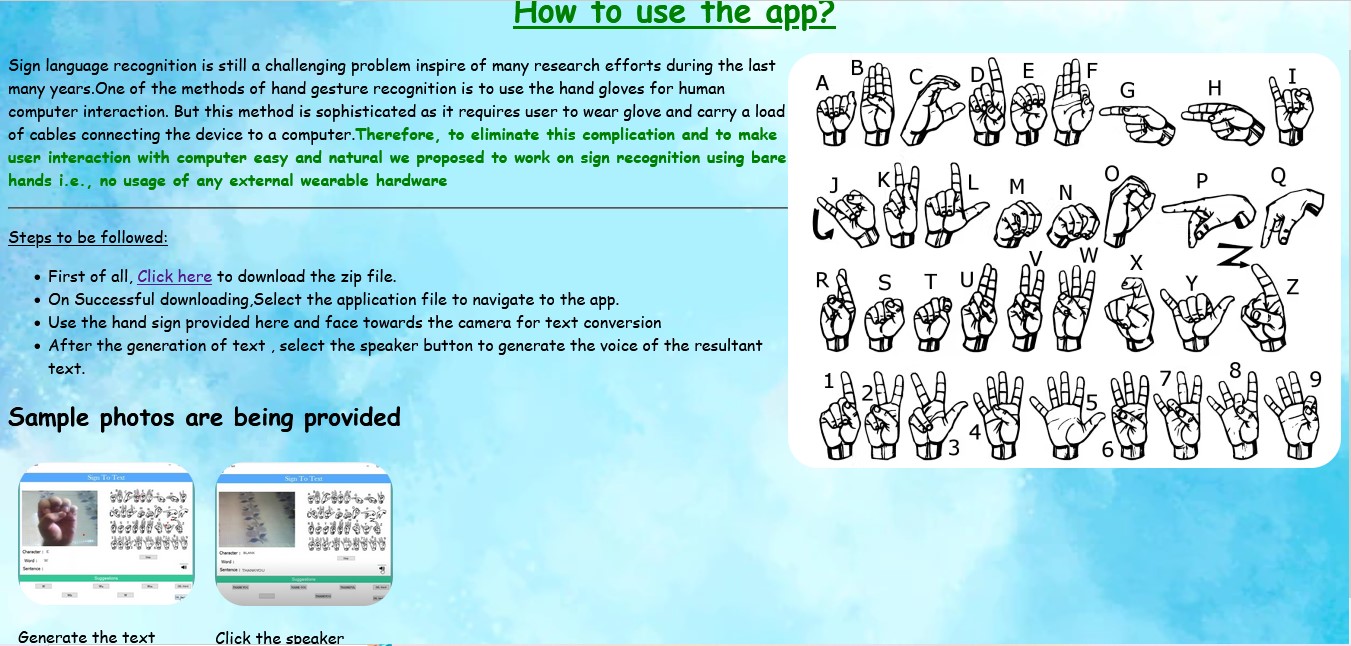 How to use the app?
Sign language recognition is still a challenging problem inspire of many research efforts during the last
many years.One of the methods of hand gesture recognition is to use the hand gloves for human
computer interaction. But this method is sophisticated as it requires user to wear glove and carry a load
of cables connecting the device to a computer.Therefore, to eliminate this complication and to make
user interaction with computer easy and natural we proposed to work on sign recognition using bare
hands i.e., no usage of any external wearable hardware
Steps to be followed:
• First of all, Click here to download the zip file.
• On Successful downloading,Select the application file to navigate to the app.
• Use the hand sign provided here and face towards the camera for text conversion
• After the generation of text , select the speaker button to generate the voice of the resultant
text.
Sample photos are being provided
Sign To Text
Character :
Word :
Sentence :
Suggestions
Generate the text
Sign To Text
Character : BLANK
Word :
Sentence : THANKYOU
Suggestions
Click the speaker
A B C D E F G H I
J K L M N O P Q
R S T U V W X Y Z
1 2 3 4 5 6 7 8 9